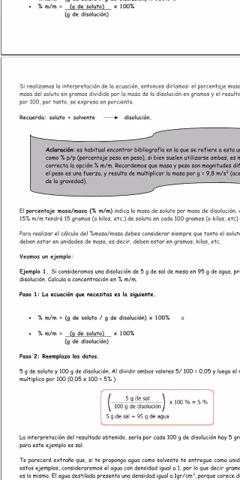 • % m/m = (g de soluto) x 100%
(g de disolución)
Si realizamos la interpretación de la ecuación, entonces diríamos: el porcentaje masa
masa del soluto en gramos dividido por la masa de la disolución en gramos y el resulta
por 100, por tanto, se expresa en porciento.
Recuerda: soluto + solvente disolución.
Aclaración: es habitual encontrar bibliografía en la que se refiere a esta u
como % p/p (porcentaje peso en peso), si bien suelen utilizarse ambas, es m
correcta la opción % m/m. Recordemos que masa y peso son magnitudes dif
el peso es una fuerza, y resulta de multiplicar la masa por g = 9,8 m/s² (ace
de la gravedad).
El porcentaje masa/masa (% m/m) indica la masa de soluto por masa de disolución.
15% m/m tendrá 15 gramos (o kilos, etc.) de soluto en cada 100 gramos (o kilos, etc)
Para realizar el cálculo del %masa/masa debes considerar siempre que tanto el solut
deben estar en unidades de masa, es decir, deben estar en gramos, kilos, etc.
Veamos un ejemplo:
Ejemplo 1. Si consideramos una disolución de 5 g de sal de mesa en 95 g de agua, pr
disolución. Calcula a concentración en % m/m.
Paso 1: La ecuación que necesitas es la siguiente.
• % m/m = (g de soluto / g de disolución) x 100% o
• % m/m = (g de soluto) x 100%
(g de disolución)
Paso 2: Reemplaza los datos.
5 g de soluto y 100 g de disolución. Al dividir ambos valores 5/ 100 = 0,05 y luego el r
multiplico por 100 (0,05 x 100 = 5% )
( 5 g de sal
100 g de disolución ) x 100 % = 5 %
5 g de sal + 95 g de agua
La interpretación del resultado obtenido, sería por cada 100 g de disolución hay 5 gr
para este ejemplo es sal.
Te parecerá extraño que, si te propongo agua como solvente te entregue como unid
estos ejemplos, consideraremos el agua con densidad igual a 1, por lo que decir gram
es lo mismo. El agua destilada presenta una densidad igual a 1gr/cm³, porque carece d